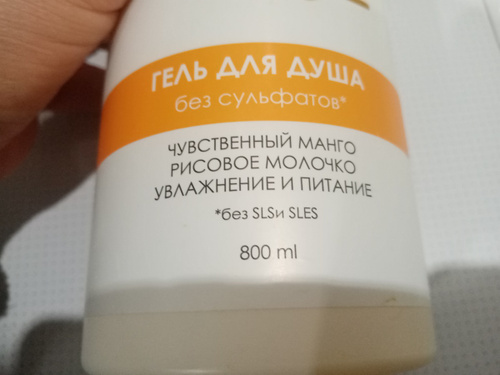 ГЕЛЬ ДЛЯ ДУША
без сульфатов*
ЧУВСТВЕННЫЙ МАНГО
РИСОВОЕ МОЛОЧКО
УВЛАЖНЕНИЕ И ПИТАНИЕ
*без SLSи SLES
800 ml